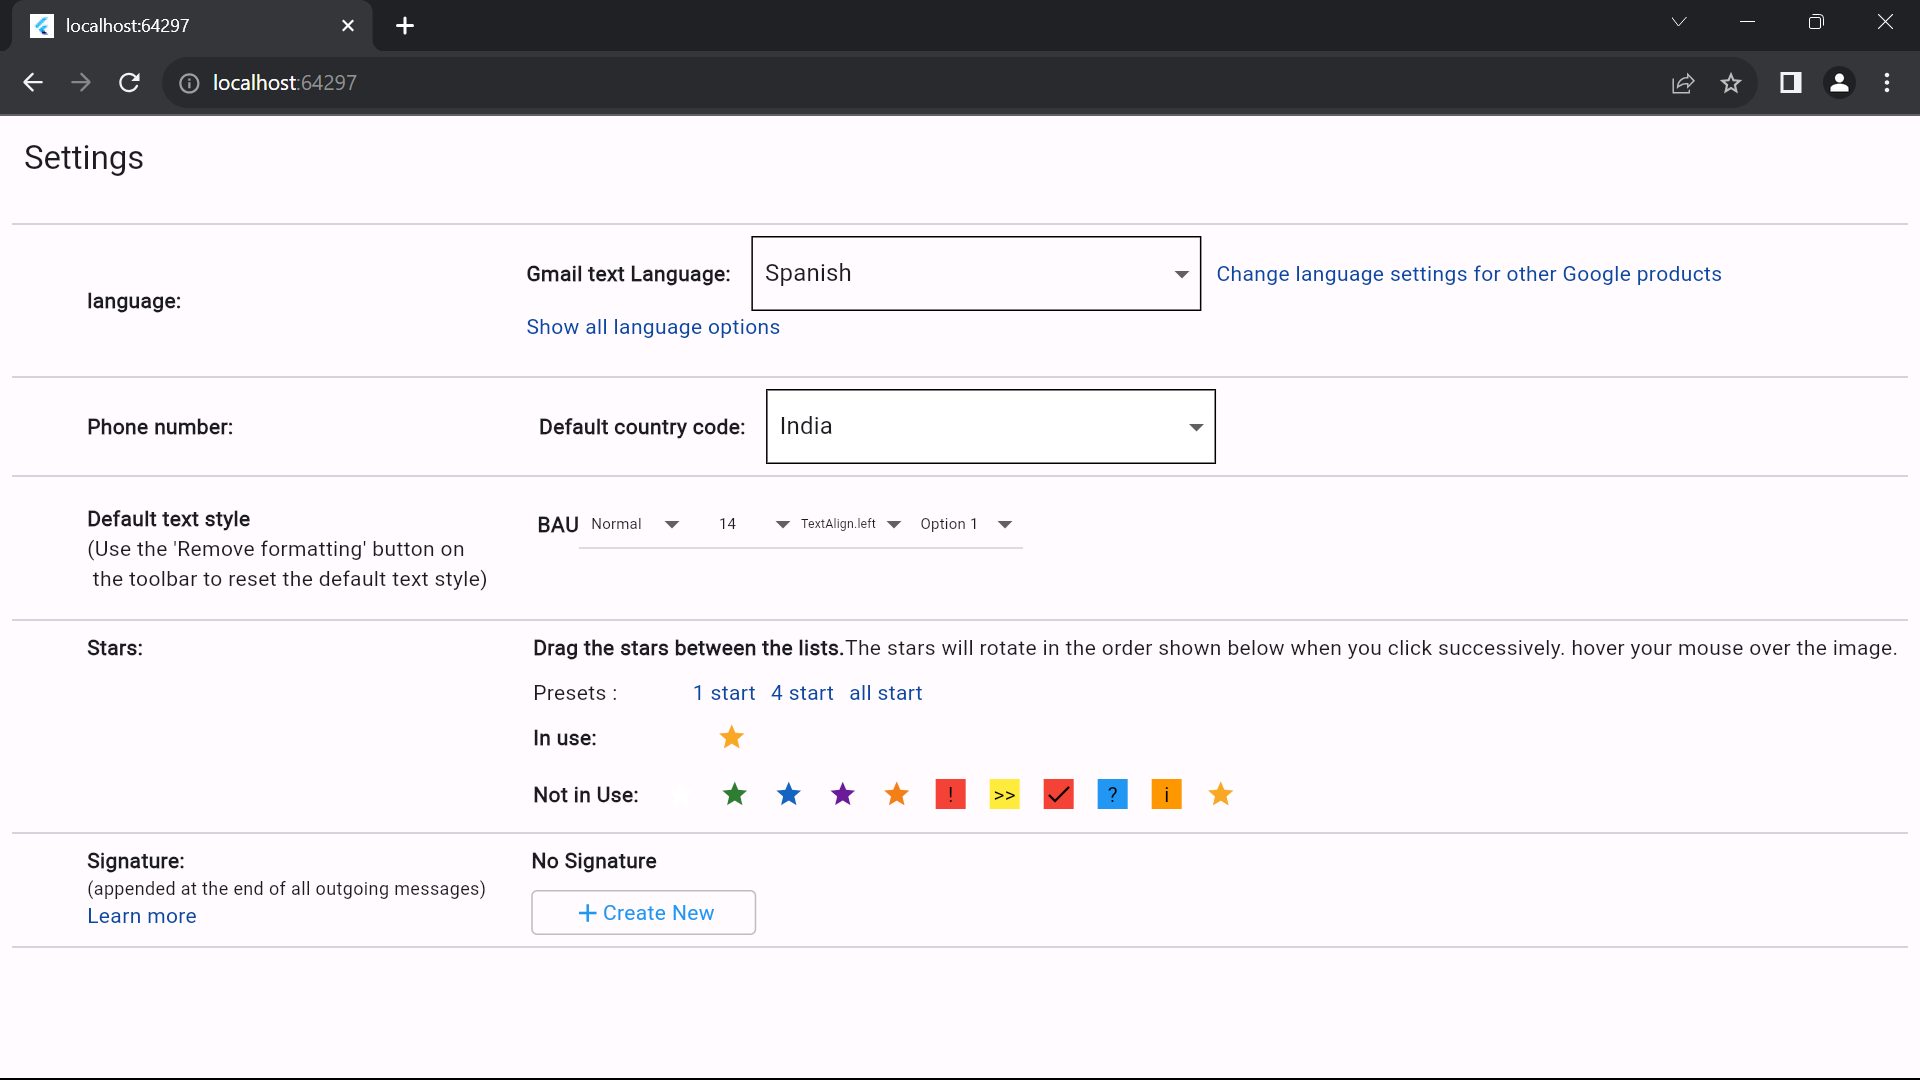 localhost:64297
localhost:64297
Settings
language:
Gmail text Language:
Spanish
Change language settings for other Google products
Show all language options
Phone number:
Default country code:
India
Default text style
(Use the 'Remove formatting' button on
the toolbar to reset the default text style)
BAU Normal 14 TextAlign.left Option 1
Stars:
Drag the stars between the lists.The stars will rotate in the order shown below when you click successively. hover your mouse over the image.
Presets : 1 start 4 start all start
In use:
Not in Use: ! >> ? i
Signature:
(appended at the end of all outgoing messages)
Learn more
No Signature
+ Create New